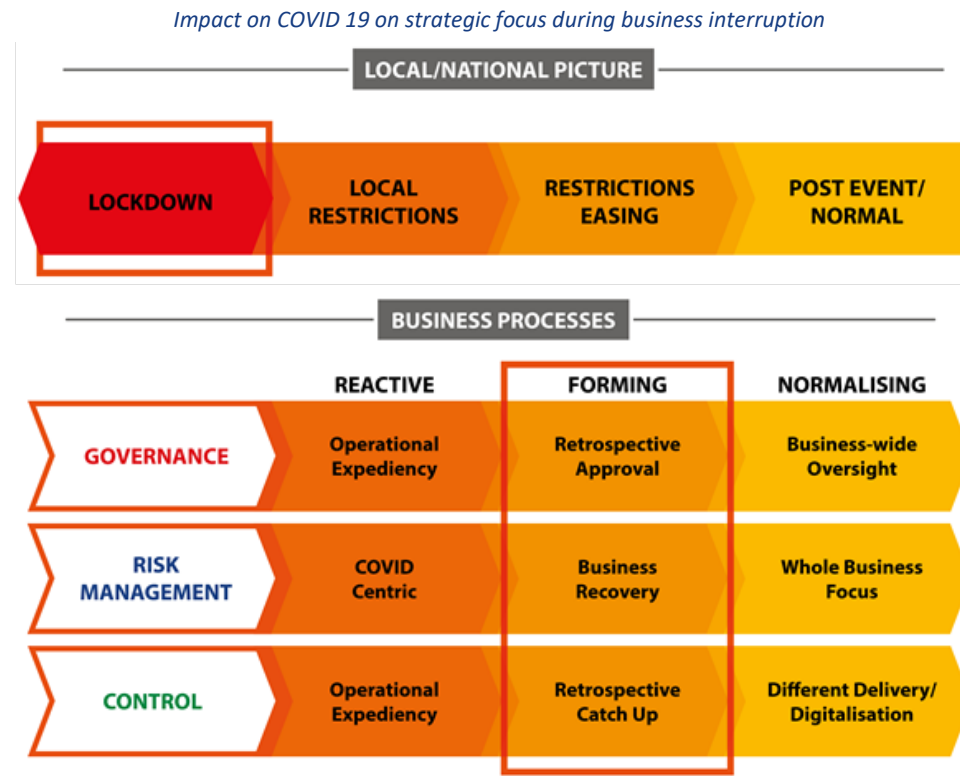 Impact on COVID 19 on strategic focus during business interruption
LOCAL/NATIONAL PICTURE
LOCKDOWN
LOCAL
RESTRICTIONS
RESTRICTIONS
EASING
POST EVENT/
NORMAL
BUSINESS PROCESSES
REACTIVE
FORMING
NORMALISING
GOVERNANCE
Operational
Expediency
Retrospective
Approval
Business-wide
Oversight
RISK
MANAGEMENT
COVID
Centric
Business
Recovery
Whole Business
Focus
CONTROL
Operational
Expediency
Retrospective
Catch Up
Different Delivery/
Digitalisation